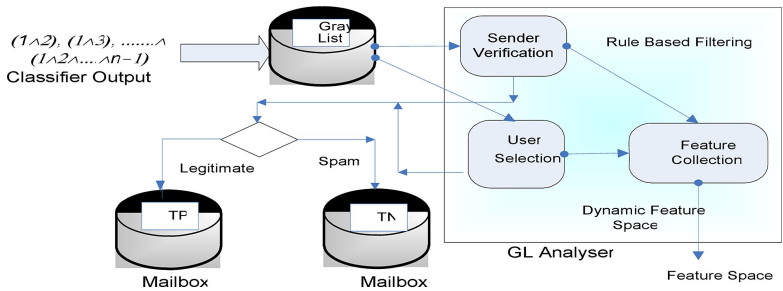 (1∧2), (1∧3), .......∧
(1∧2∧....∧n−1)
Classifier Output
Gray
List
Sender
Verification
Rule Based Filtering
User
Selection
Feature
Collection
Legitimate
Spam
TP
TN
Mailbox
Mailbox
Dynamic Feature
Space
GL Analyser
Feature Space